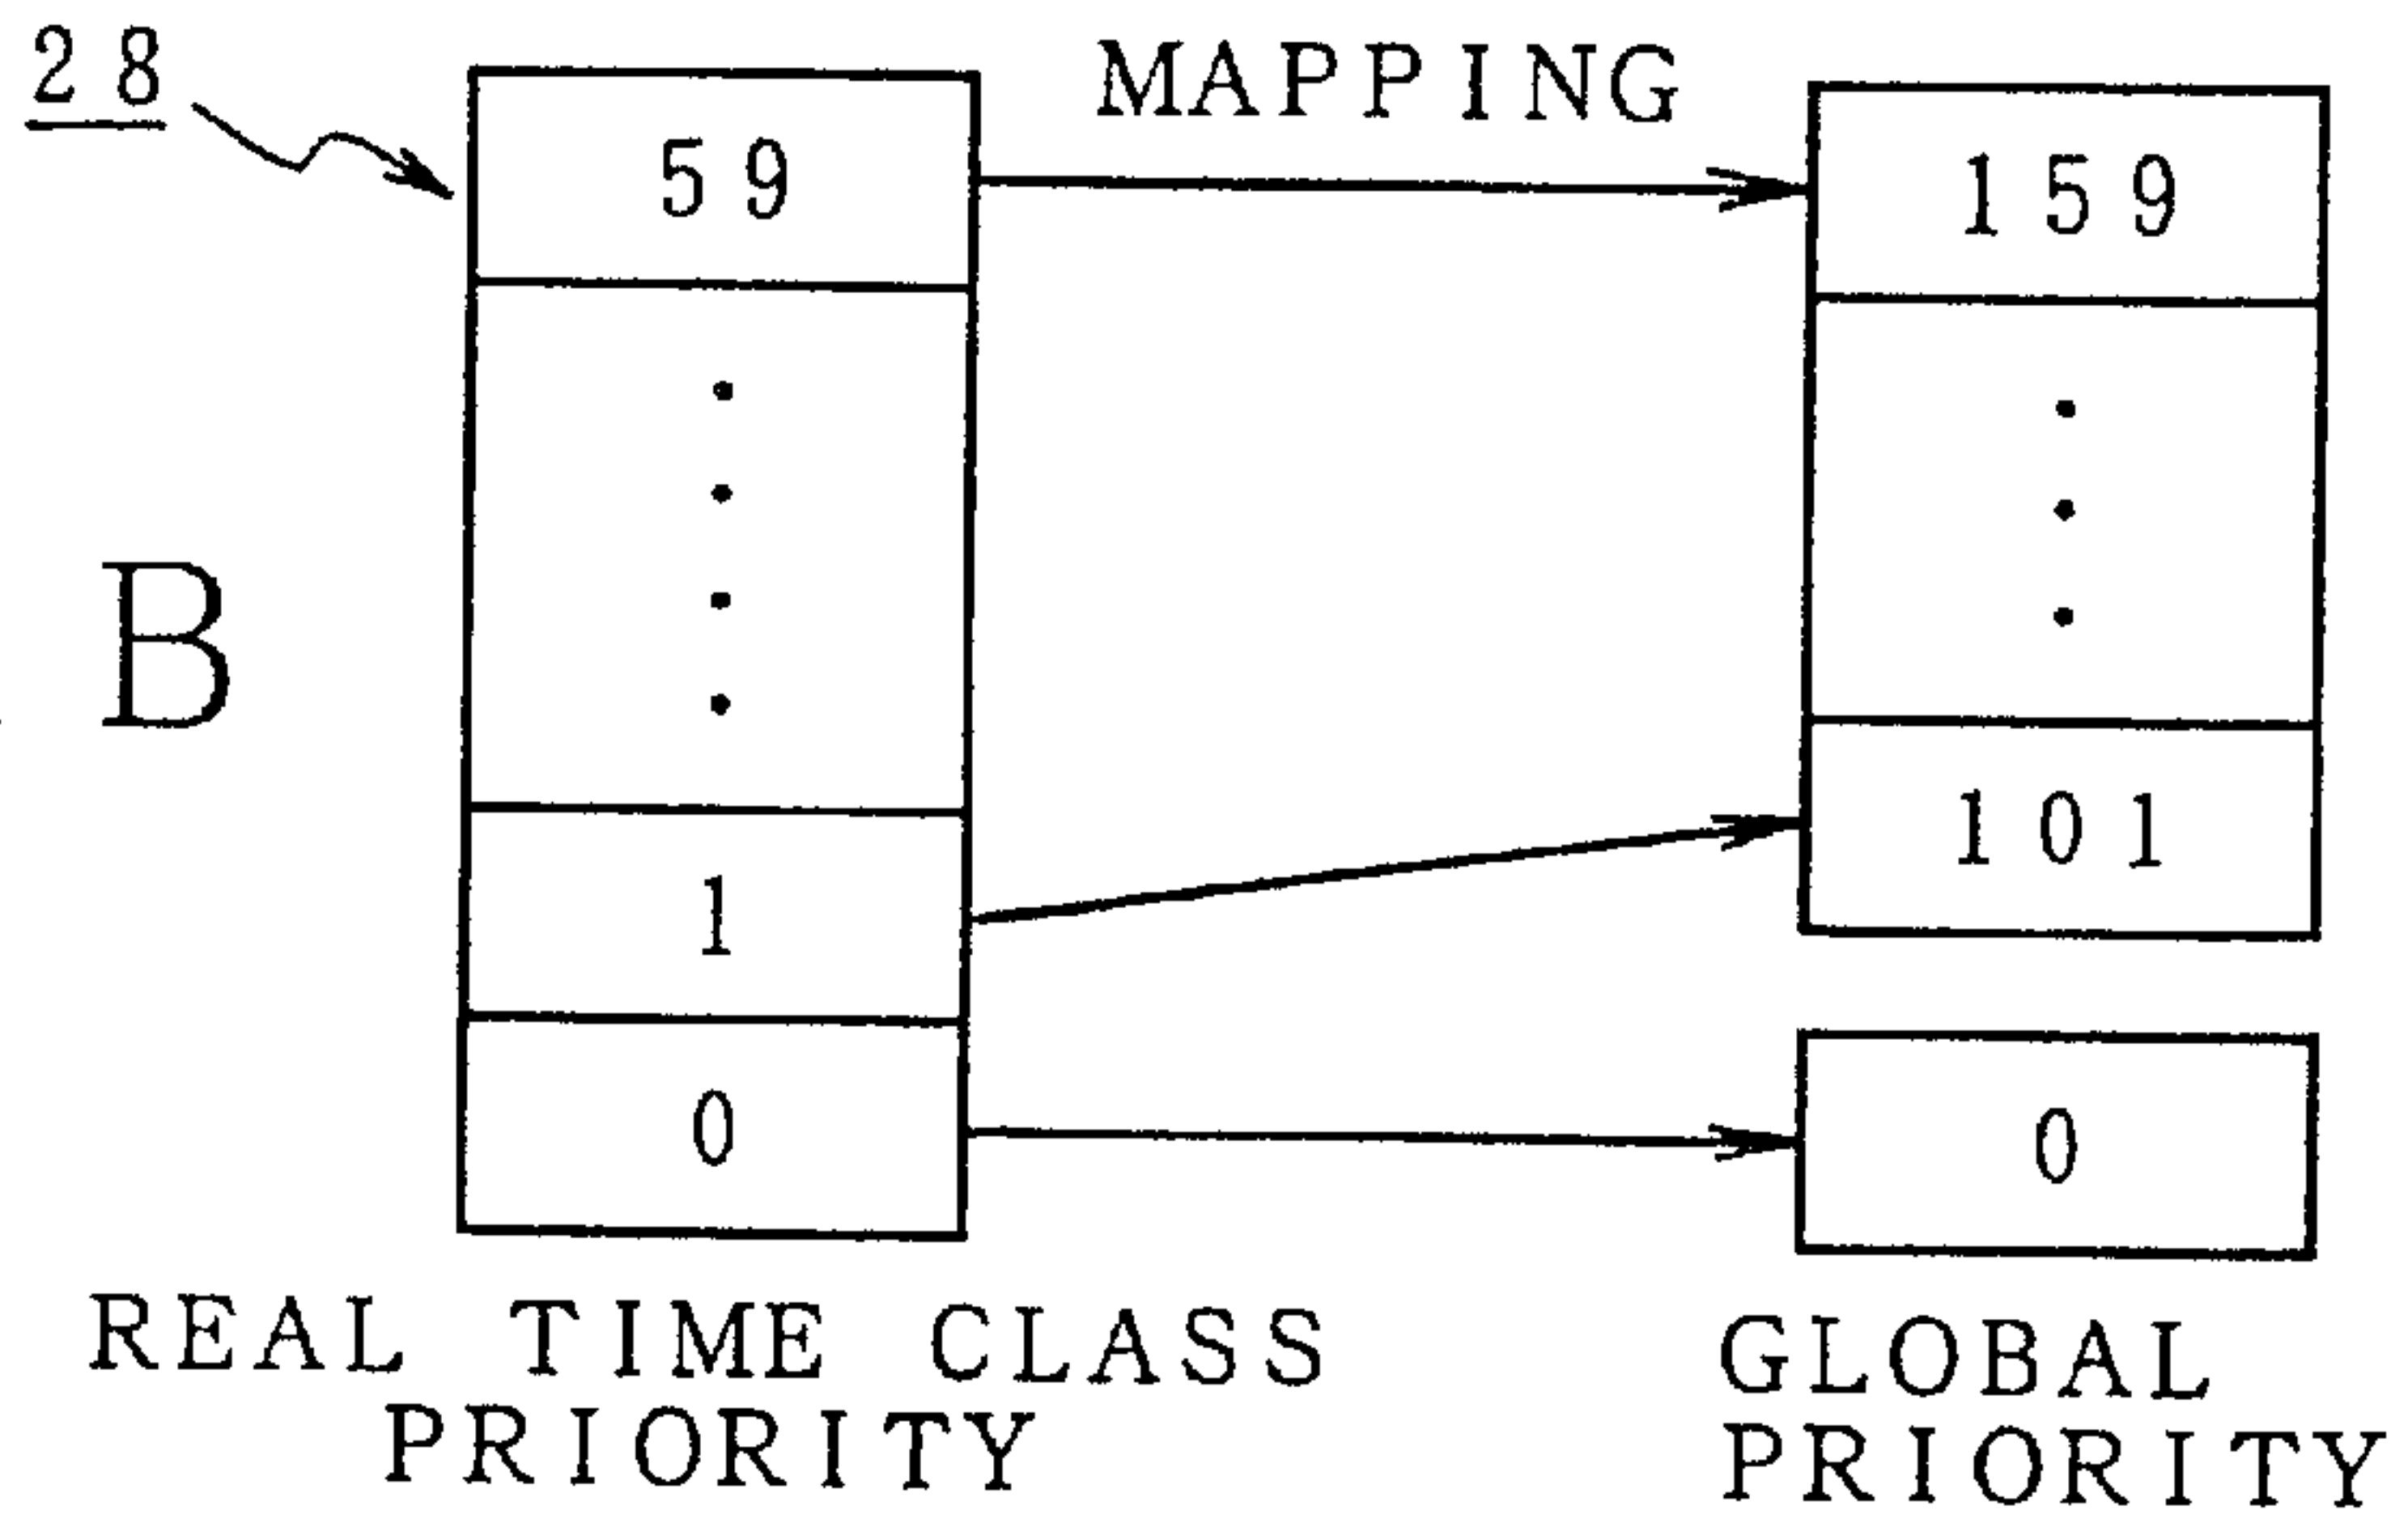 28
MAPPING
59
159
B
101
1
0
0
REAL TIME CLASS
PRIORITY
GLOBAL
PRIORITY